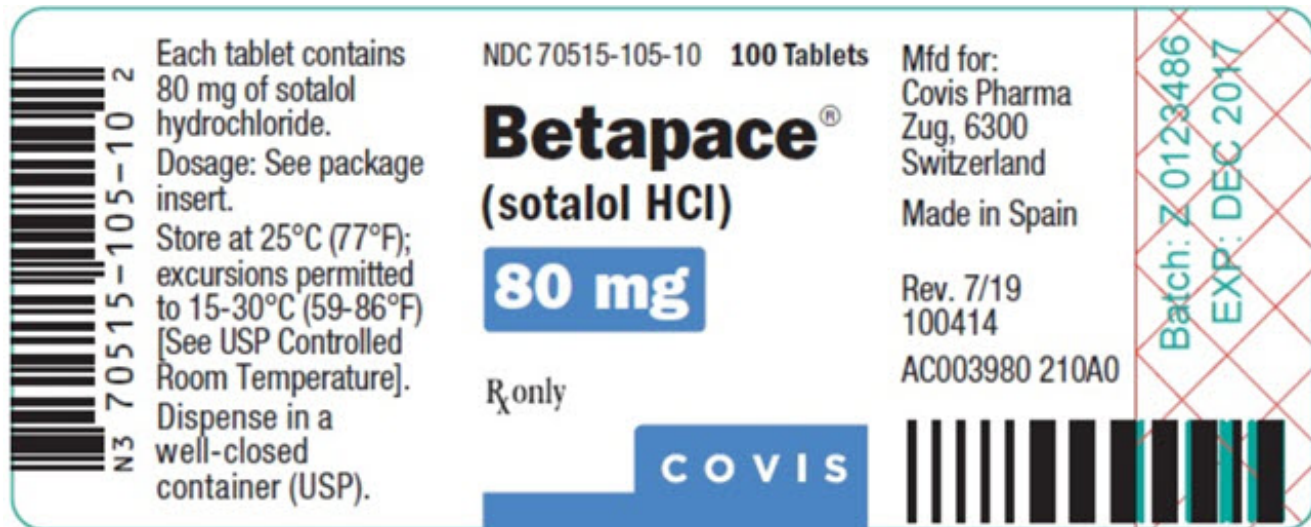 N3 70515-105-10 2
Each tablet contains
80 mg of sotalol
hydrochloride.
Dosage: See package
insert.
Store at 25°C (77°F);
excursions permitted
to 15-30°C (59-86°F)
[See USP Controlled
Room Temperature].
Dispense in a
well-closed
container (USP).
NDC 70515-105-10 100 Tablets
Betapace®
(sotalol HCl)
80 mg
Rx only
COVIS
Mfd for:
Covis Pharma
Zug, 6300
Switzerland
Made in Spain
Rev. 7/19
100414
AC003980 210A0
Batch: Z 0123486
EXP: DEC 2017